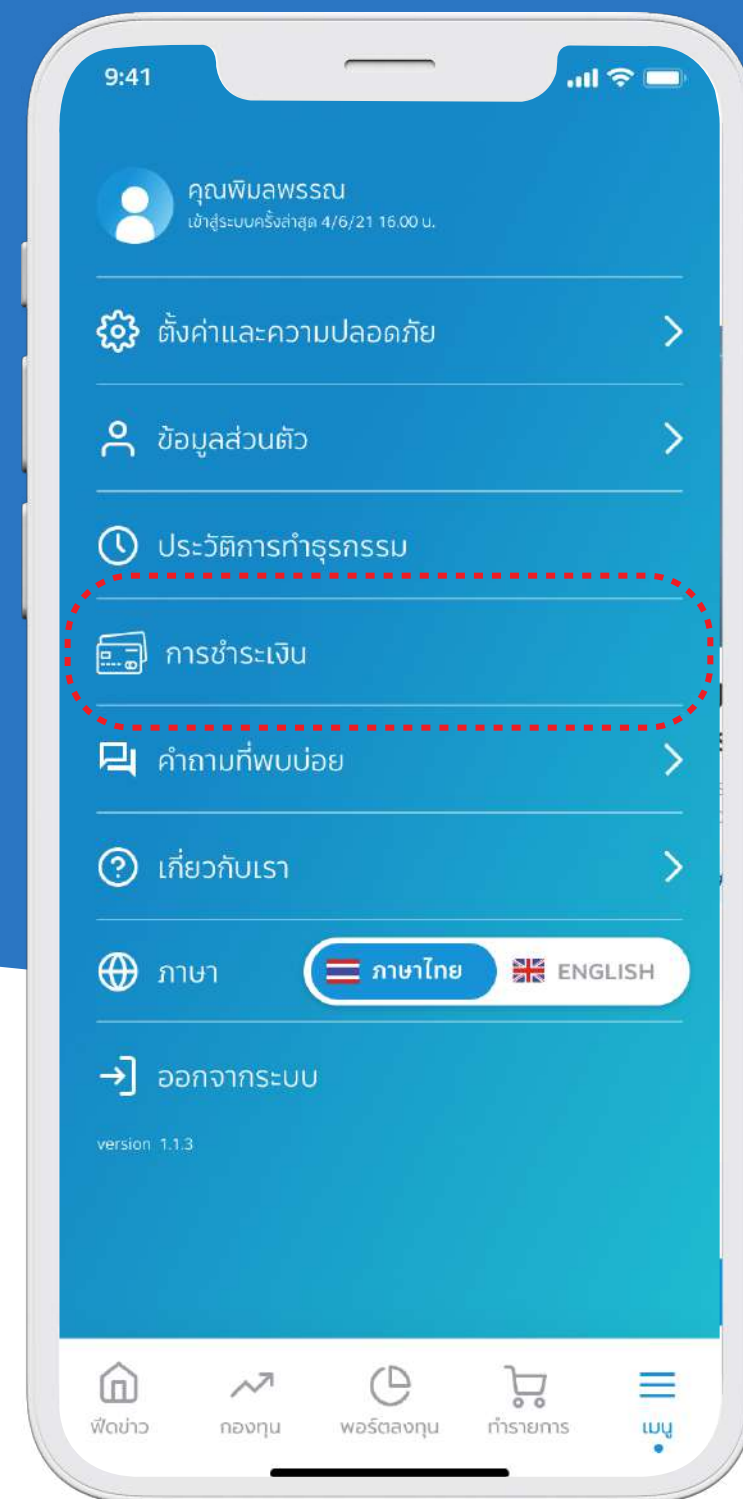 9:41
คุณพิมลพรรณ
เข้าสู่ระบบครั้งล่าสุด 4/6/21 16.00 น.
ตั้งค่าและความปลอดภัย
ข้อมูลส่วนตัว
ประวัติการทำธุรกรรม
การชำระเงิน
คำถามที่พบบ่อย
เกี่ยวกับเรา
ภาษา ภาษาไทย ENGLISH
ออกจากระบบ
version 1.1.3
ฟีดข่าว กองทุน พอร์ตลงทุน ทำรายการ เมนู